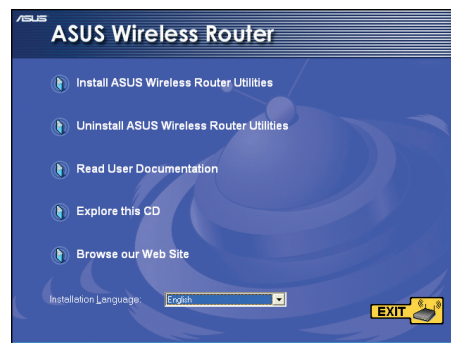 ASUS
ASUS Wireless Router
Install ASUS Wireless Router Utilities
Uninstall ASUS Wireless Router Utilities
Read User Documentation
Explore this CD
Browse our Web Site
Installation Language: English
EXIT